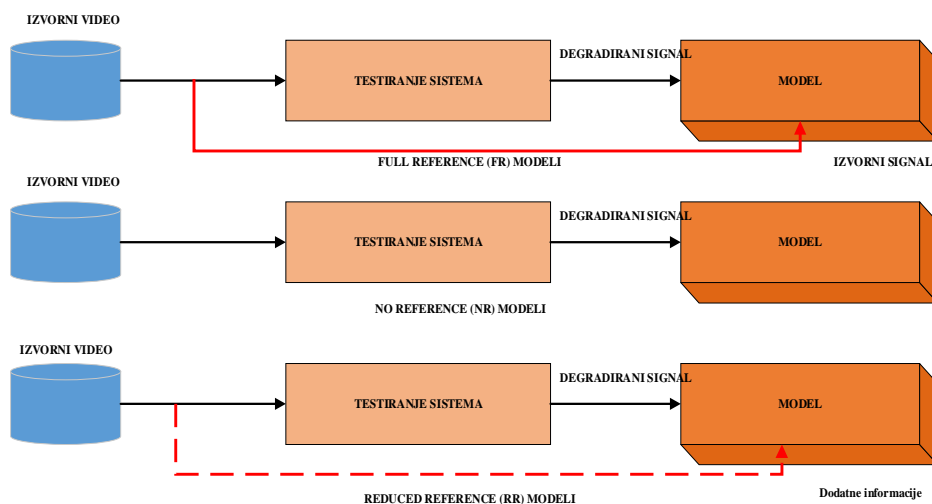 IZVORNI VIDEO
DEGRADIRANI SIGNAL
TESTIRANJE SISTEMA
MODEL
FULL REFERENCE (FR) MODELI
IZVORNI SIGNAL
IZVORNI VIDEO
DEGRADIRANI SIGNAL
TESTIRANJE SISTEMA
MODEL
NO REFERENCE (NR) MODELI
IZVORNI VIDEO
DEGRADIRANI SIGNAL
TESTIRANJE SISTEMA
MODEL
REDUCED REFERENCE (RR) MODELI
Dodatne informacije